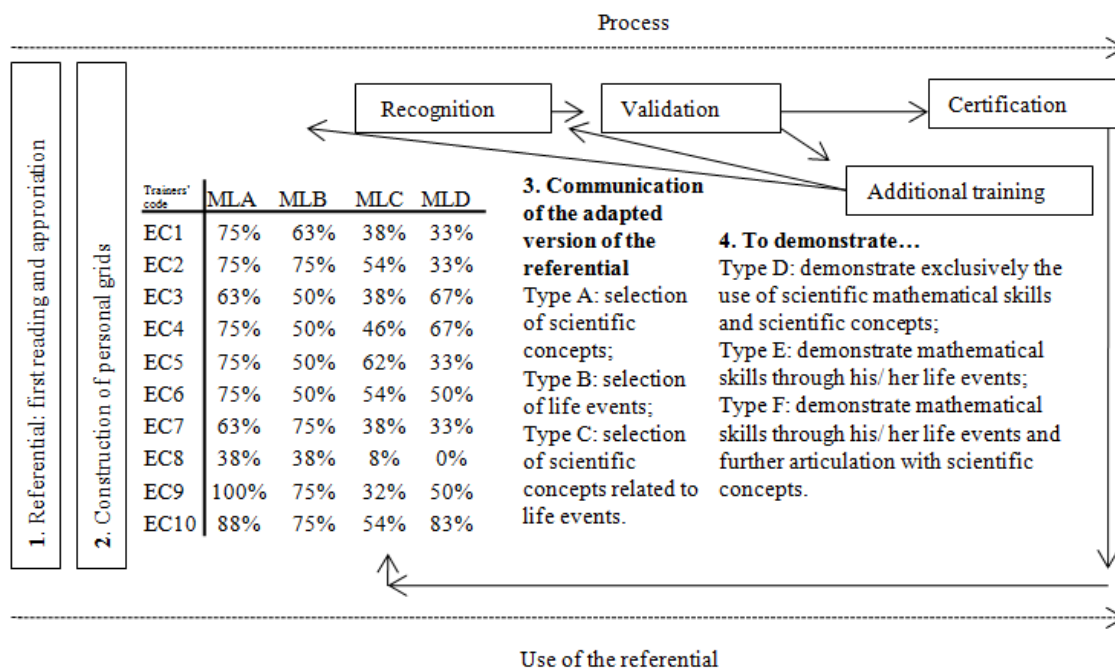 Process
1. Referential: first reading and approriation
2. Construction of personal grids
Recognition
Validation
Certification
Additional training
Trainers'
code
MLA MLB MLC MLD
EC1 75% 63% 38% 33%
EC2 75% 75% 54% 33%
EC3 63% 50% 38% 67%
EC4 75% 50% 46% 67%
EC5 75% 50% 62% 33%
EC6 75% 50% 54% 50%
EC7 63% 75% 38% 33%
EC8 38% 38% 8% 0%
EC9 100% 75% 32% 50%
EC10 88% 75% 54% 83%
3. Communication
of the adapted
version of the
referential
Type A: selection
of scientific
concepts;
Type B: selection
of life events;
Type C: selection
of scientific
concepts related to
life events.
4. To demonstrate…
Type D: demonstrate exclusively the
use of scientific mathematical skills
and scientific concepts;
Type E: demonstrate mathematical
skills through his/ her life events;
Type F: demonstrate mathematical
skills through his/ her life events and
further articulation with scientific
concepts.
Use of the referential